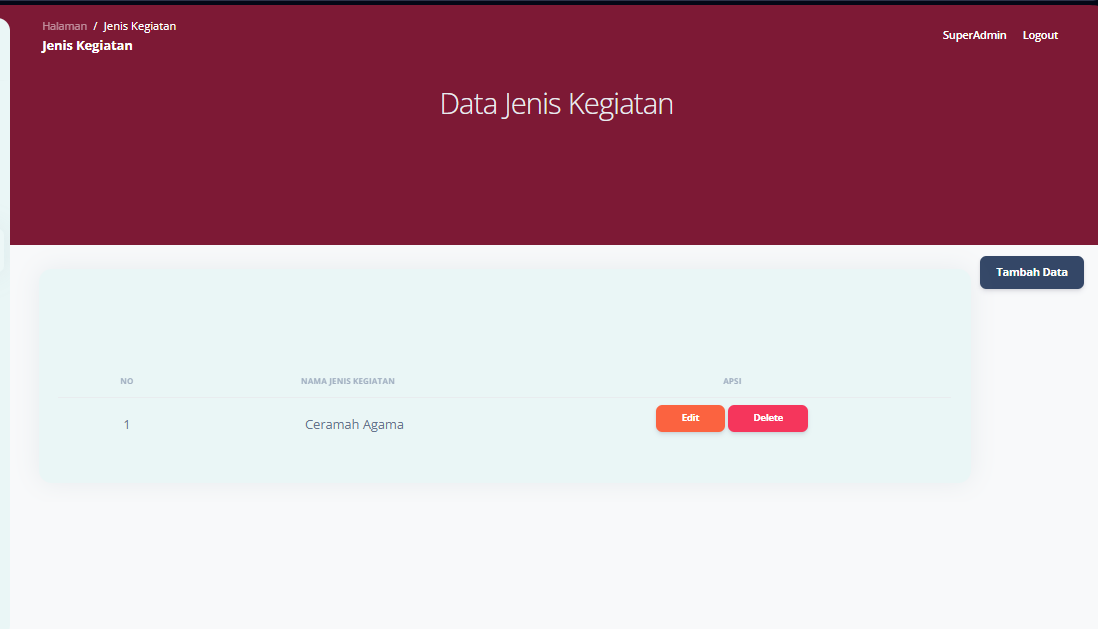 Halaman / Jenis Kegiatan
Jenis Kegiatan
SuperAdmin Logout
Data Jenis Kegiatan
Tambah Data
NO NAMA JENIS KEGIATAN APSI
1 Ceramah Agama Edit Delete